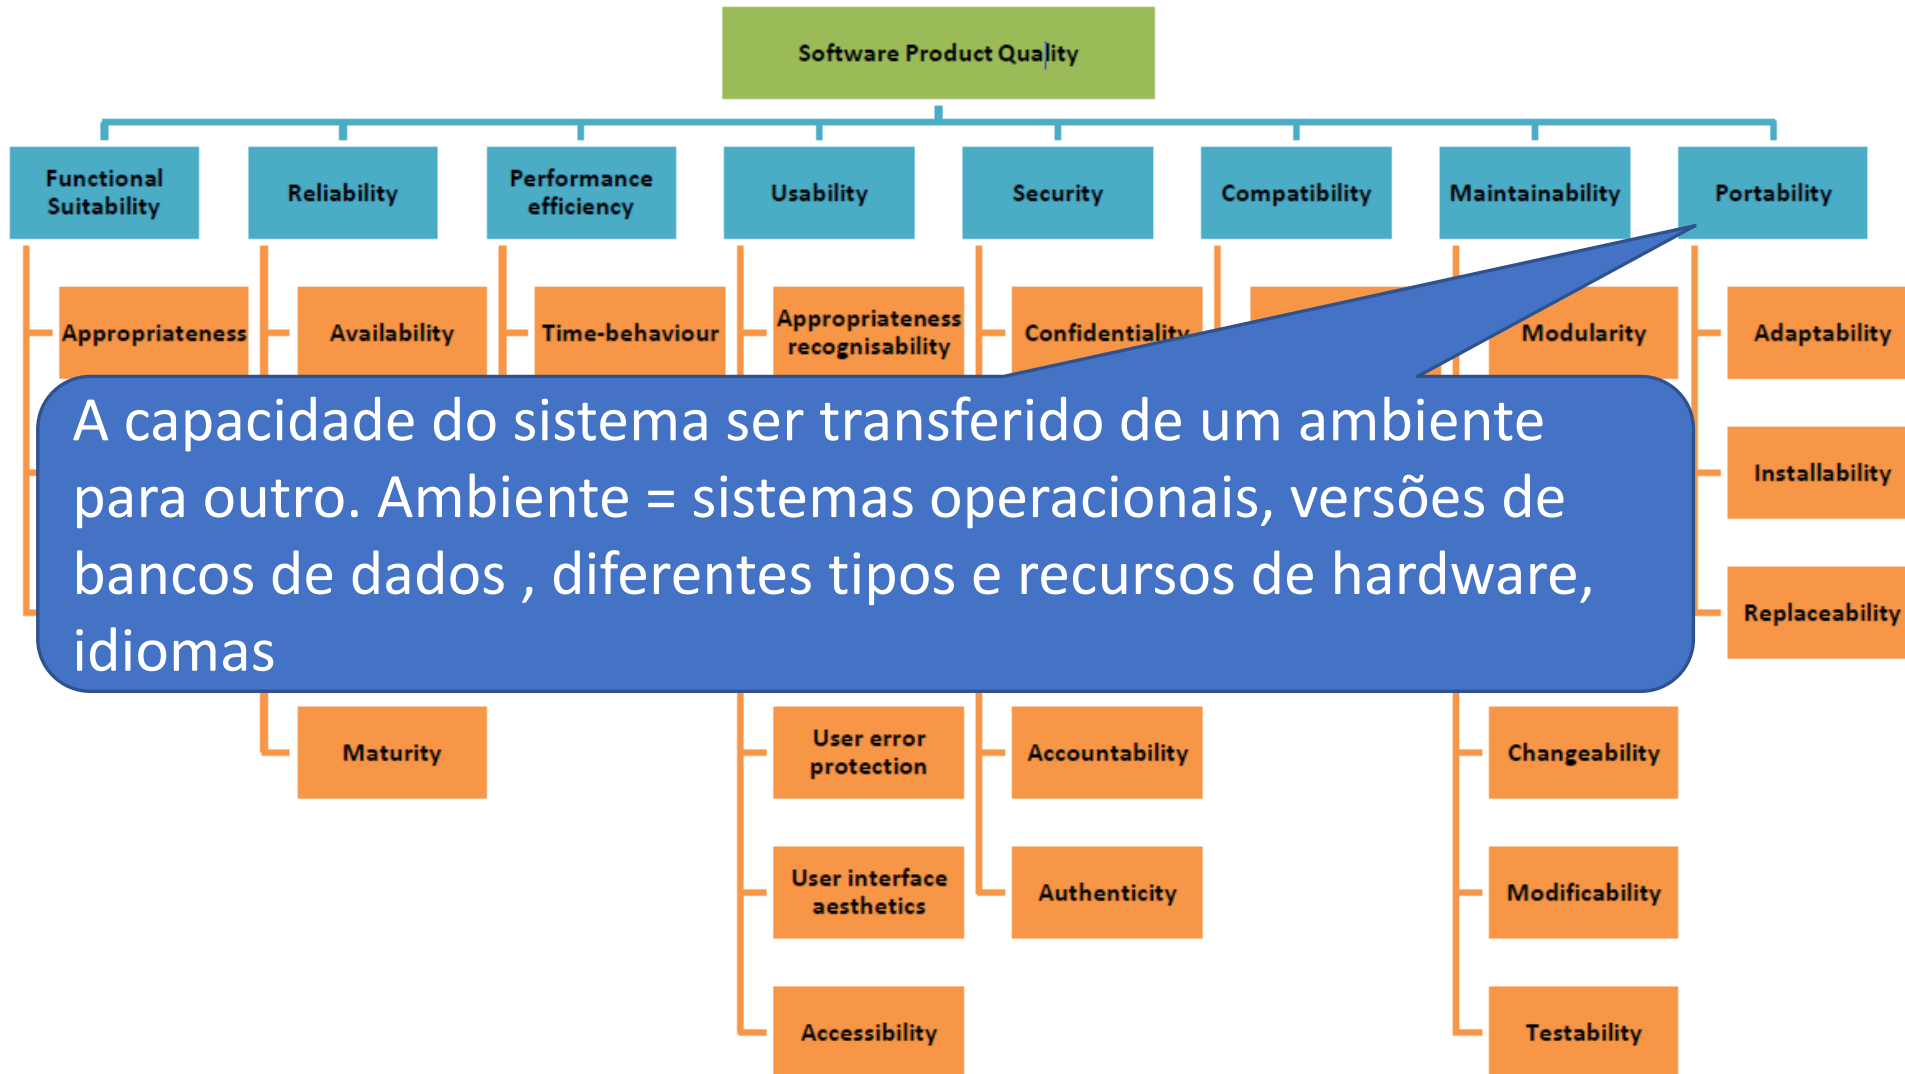 Software Product Quality
Functional
Suitability
Reliability
Performance
efficiency
Usability
Security
Compatibility
Maintainability
Portability
Appropriateness
Availability
Time-behaviour
Appropriateness
recognisability
Confidentiality
Modularity
Adaptability
A capacidade do sistema ser transferido de um ambiente
para outro. Ambiente = sistemas operacionais, versões de
bancos de dados , diferentes tipos e recursos de hardware,
idiomas
Installability
Replaceability
Maturity
User error
protection
Accountability
Changeability
User interface
aesthetics
Authenticity
Modificability
Accessibility
Testability